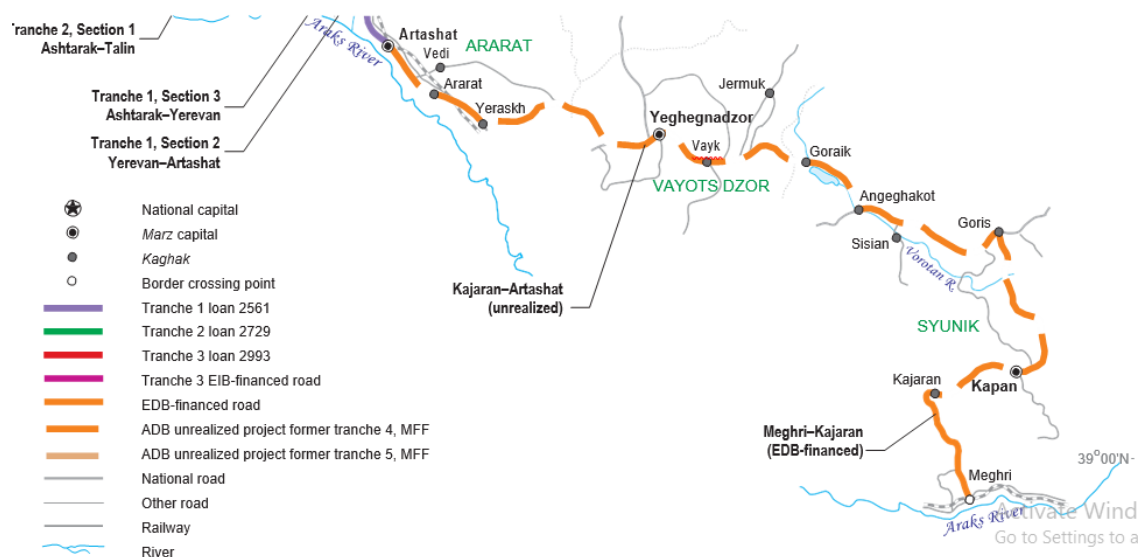 Tranche 2, Section 1
Ashtarak–Talin
Araks River
Artashat
Vedi
ARARAT
Ararat
Yeraskh
Jermuk
Tranche 1, Section 3
Ashtarak–Yerevan
Yeghegnadzor
Tranche 1, Section 2
Yerevan–Artashat
Vayk
Goraik
VAYOTS DZOR
Angeghakot
Goris
Sisian
Vorotan R.
National capital
Marz capital
Kaghak
Border crossing point
Tranche 1 loan 2561
Tranche 2 loan 2729
Tranche 3 loan 2993
Tranche 3 EIB-financed road
EDB-financed road
ADB unrealized project former tranche 4, MFF
ADB unrealized project former tranche 5, MFF
National road
Other road
Railway
River
Kajaran–Artashat
(unrealized)
SYUNIK
Kajaran
Kapan
Meghri–Kajaran
(EDB-financed)
39°00'N
Meghri
Araks River
Activate Wind
Go to Settings to a